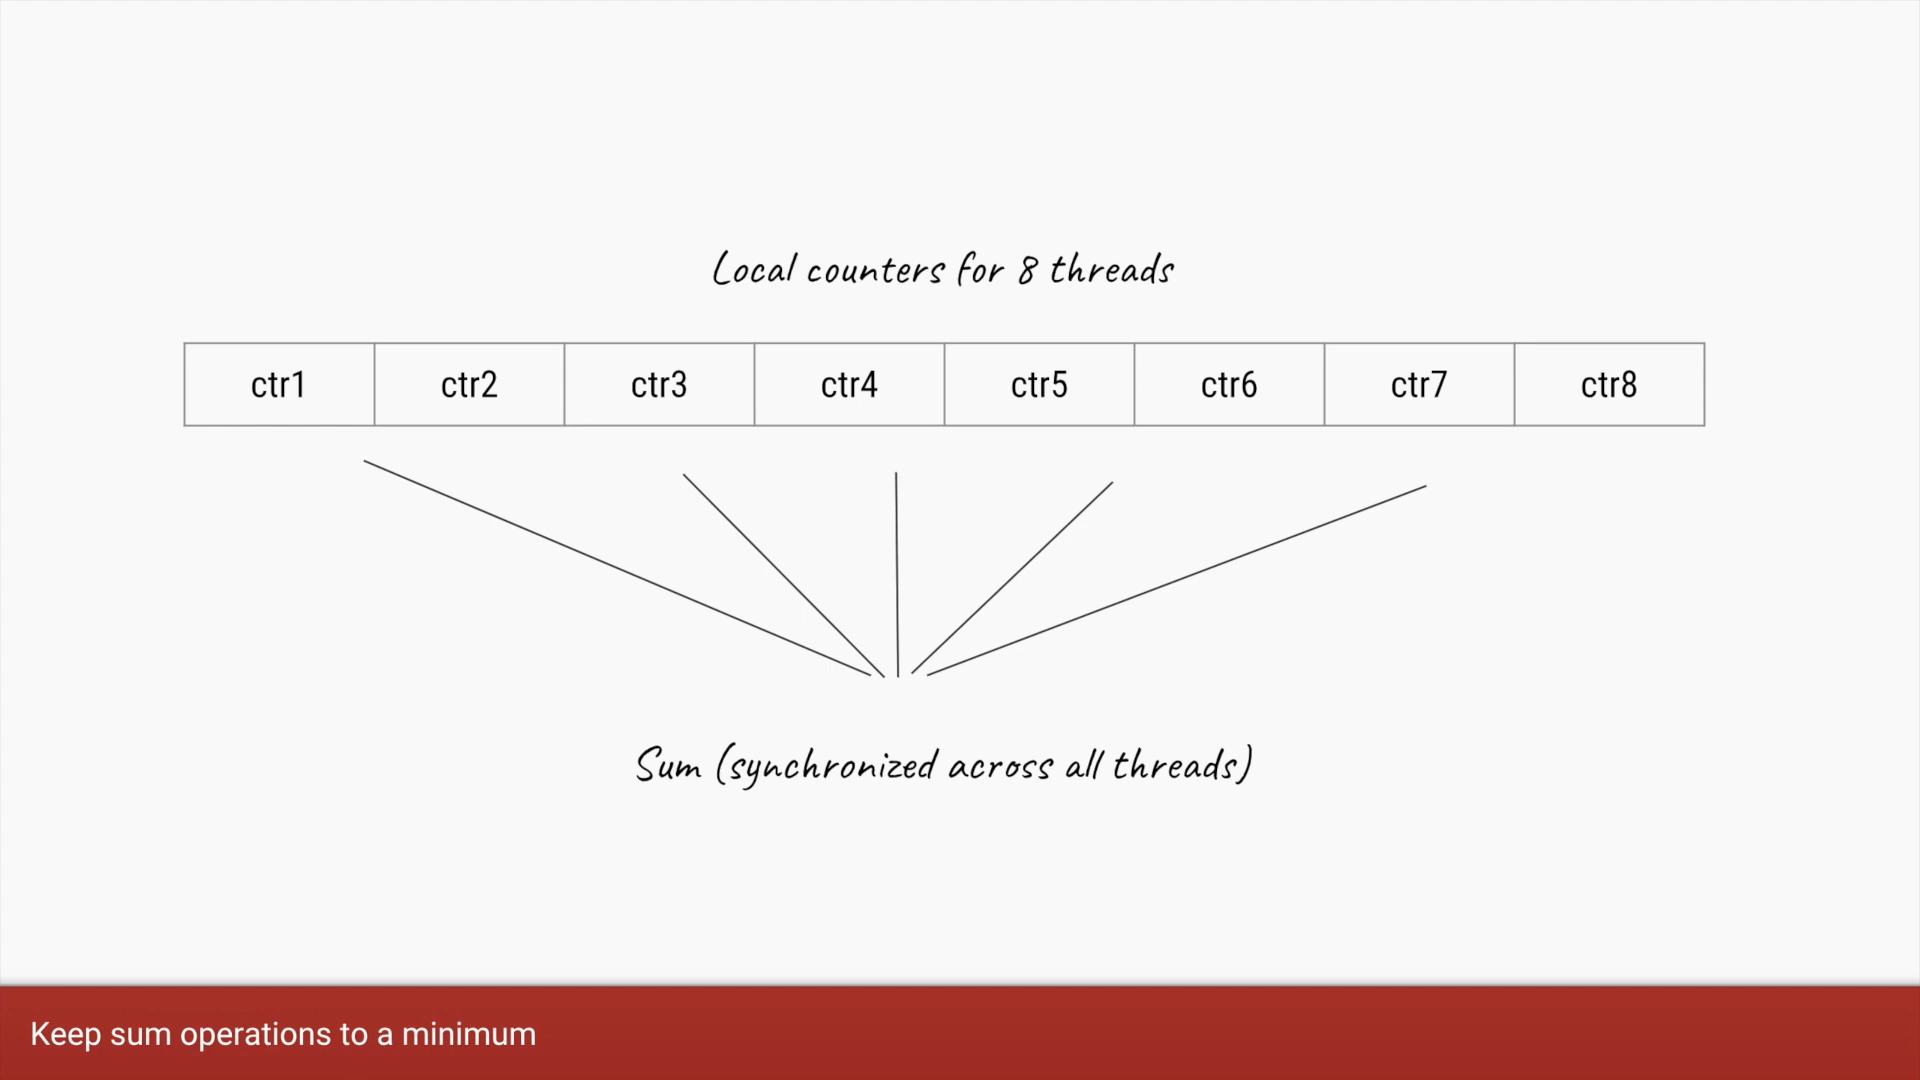 Local counters for 8 threads
ctr1 ctr2 ctr3 ctr4 ctr5 ctr6 ctr7 ctr8
Sum (synchronized across all threads)
Keep sum operations to a minimum